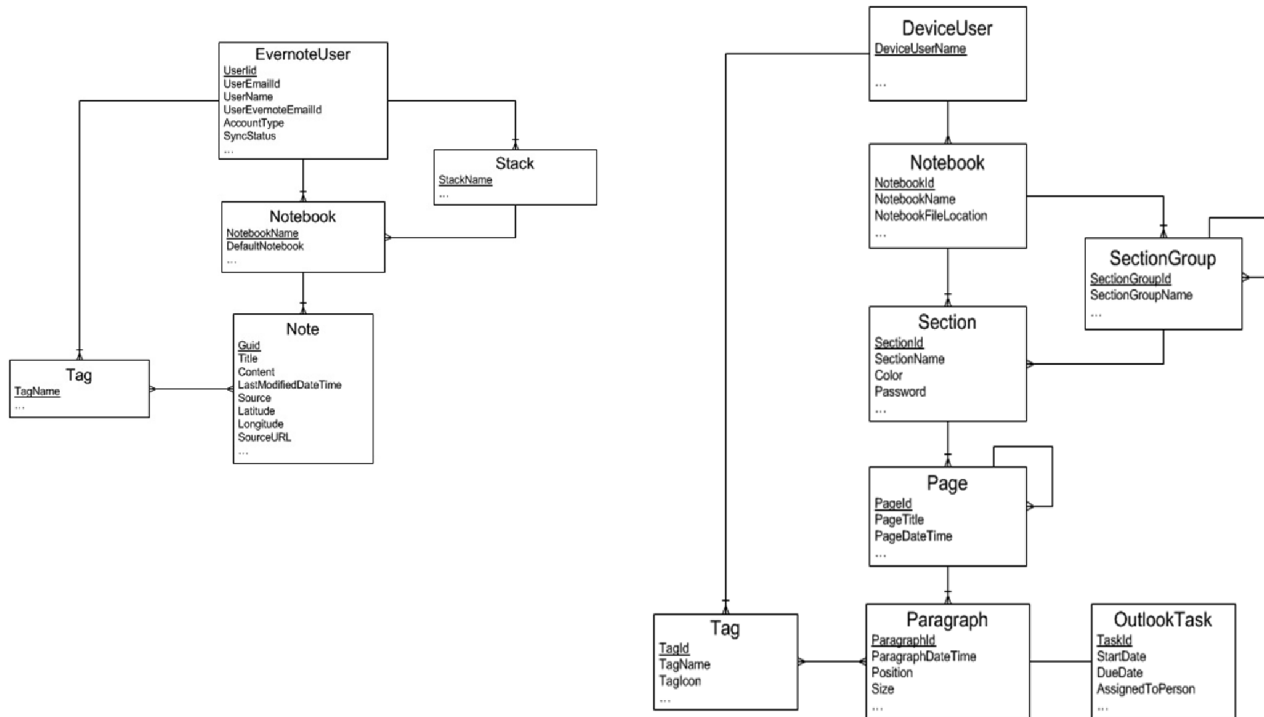 EvernoteUser
UserIid
UserEmailId
UserName
UserEvernoteEmailId
AccountType
SyncStatus
...
Stack
StackName
...
Notebook
NotebookName
DefaultNotebook
...
Note
Guid
Title
Content
LastModifiedDateTime
Source
Latitude
Longitude
SourceURL
...
Tag
TagName
...
DeviceUser
DeviceUserName
...
Notebook
NotebookId
NotebookName
NotebookFileLocation
...
SectionGroup
SectionGroupId
SectionGroupName
...
Section
SectionId
SectionName
Color
Password
...
Page
PageId
PageTitle
PageDateTime
...
Tag
TagId
TagName
TagIcon
...
Paragraph
ParagraphId
ParagraphDateTime
Position
Size
...
OutlookTask
TaskId
StartDate
DueDate
AssignedToPerson
...